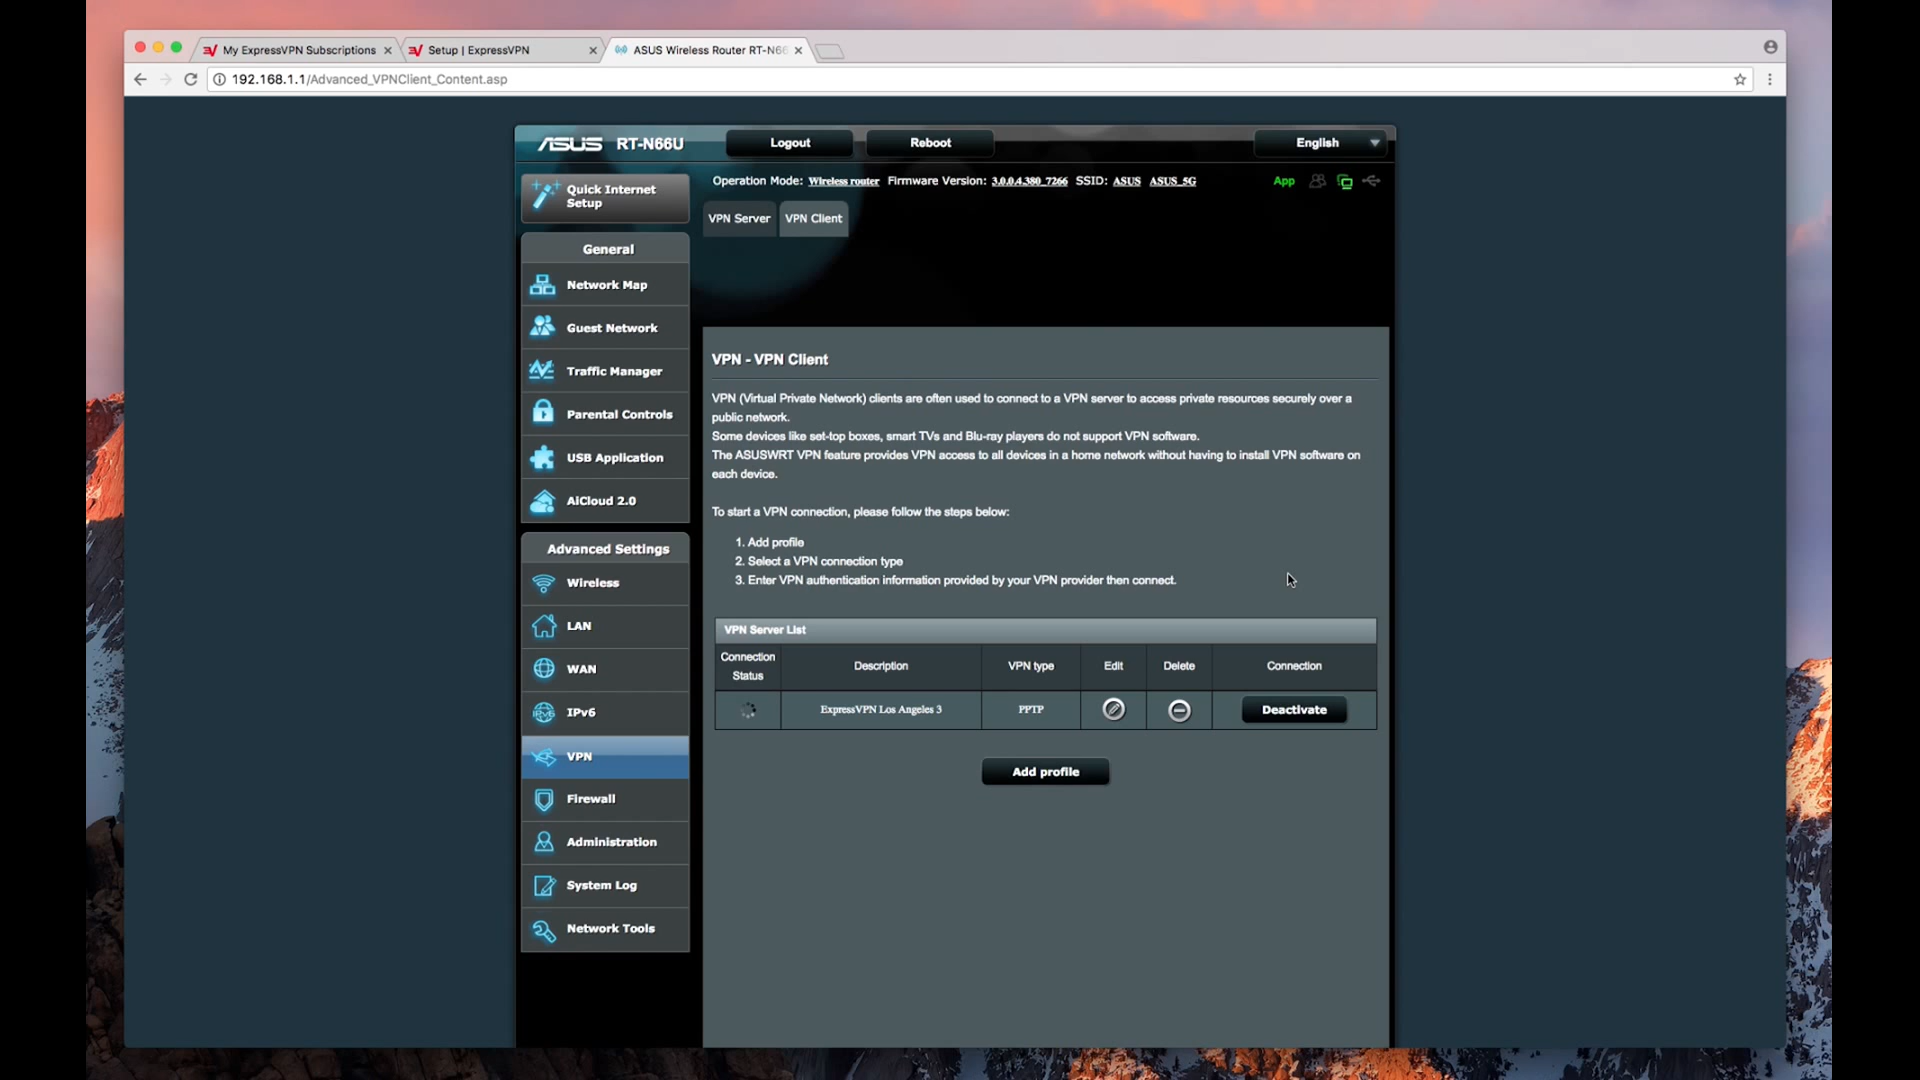 My ExpressVPN Subscriptions
Setup | ExpressVPN
ASUS Wireless Router RT-N66
192.168.1.1/Advanced_VPNClient_Content.asp
ASUS RT-N66U
Logout
Reboot
English
Quick Internet
Setup
Operation Mode: Wireless router Firmware Version: 3.0.0.4.380_7266 SSID: ASUS ASUS_5G
App
VPN Server
VPN Client
General
Network Map
Guest Network
Traffic Manager
Parental Controls
USB Application
AiCloud 2.0
Advanced Settings
Wireless
LAN
WAN
IPv6
IPv6
VPN
Firewall
Administration
System Log
Network Tools
VPN - VPN Client
VPN (Virtual Private Network) clients are often used to connect to a VPN server to access private resources securely over a
public network.
Some devices like set-top boxes, smart TVs and Blu-ray players do not support VPN software.
The ASUSWRT VPN feature provides VPN access to all devices in a home network without having to install VPN software on
each device.
To start a VPN connection, please follow the steps below:
1. Add profile
2. Select a VPN connection type
3. Enter VPN authentication information provided by your VPN provider then connect.
VPN Server List
Connection
Status
Description
VPN type
Edit
Delete
Connection
ExpressVPN Los Angeles 3
PPTP
Deactivate
Add profile